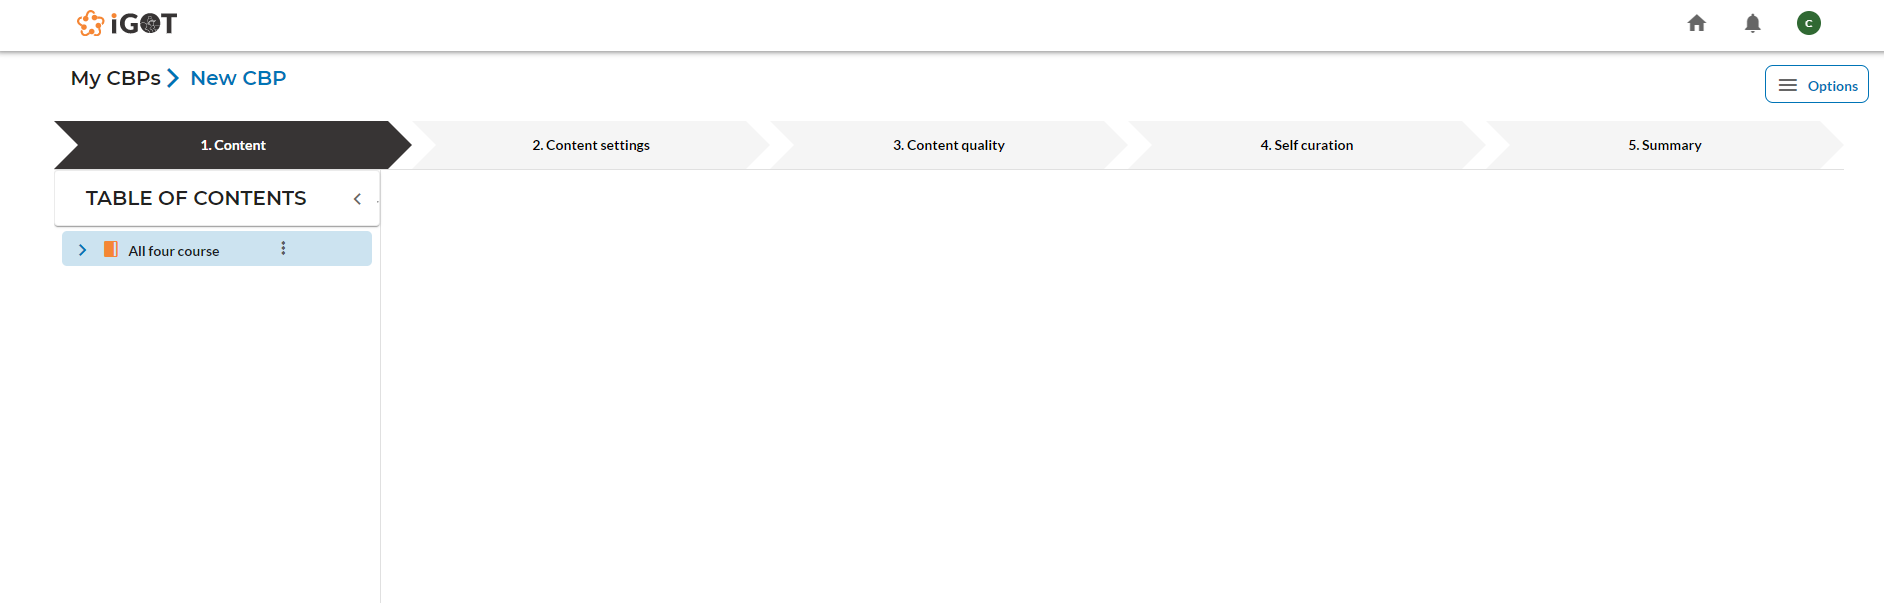 iGOT
C
My CBPs New CBP
Options
1. Content
2. Content settings
3. Content quality
4. Self curation
5. Summary
TABLE OF CONTENTS
All four course